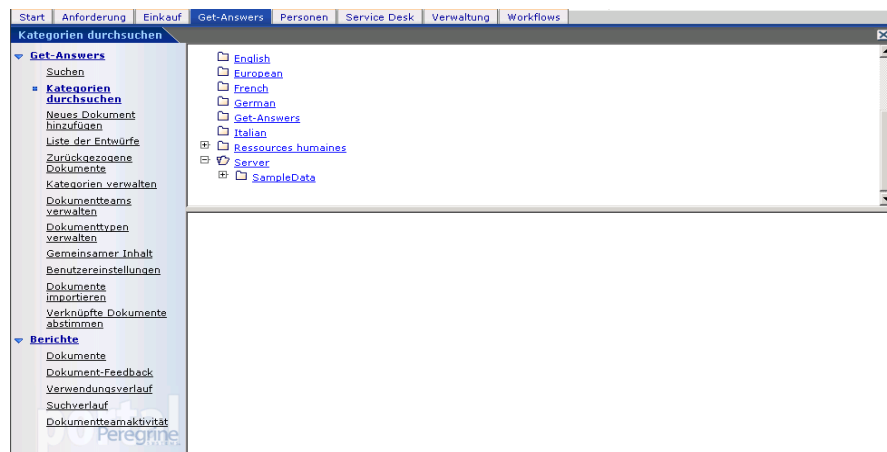 Start Anforderung Einkauf Get-Answers Personen Service Desk Verwaltung Workflows
Kategorien durchsuchen
Get-Answers
Suchen
Kategorien
durchsuchen
Neues Dokument
hinzufügen
Liste der Entwürfe
Zurückgezogene
Dokumente
Kategorien verwalten
Dokumentteams
verwalten
Dokumenttypen
verwalten
Gemeinsamer Inhalt
Benutzereinstellungen
Dokumente
importieren
Verknüpfte Dokumente
abstimmen
Berichte
Dokumente
Dokument-Feedback
Verwendungsverlauf
Suchverlauf
Dokumentteamaktivität
portal
Peregrine
English
European
French
German
Get-Answers
Italian
Ressources humaines
Server
SampleData